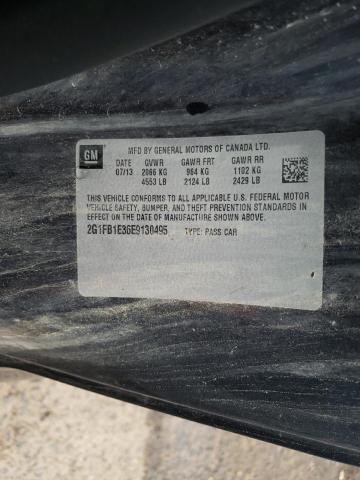 GM
MFD BY GENERAL MOTORS OF CANADA LTD.
DATE GVWR GAWR FRT GAWR RR
07/13 2066 KG 964 KG 1102 KG
4553 LB 2124 LB 2429 LB
THIS VEHICLE CONFORMS TO ALL APPLICABLE U.S. FEDERAL MOTOR
VEHICLE SAFETY, BUMPER, AND THEFT PREVENTION STANDARDS
IN EFFECT ON THE DATE OF MANUFACTURE SHOWN ABOVE.
2G1FB1E36E9130495 TYPE: PASS CAR